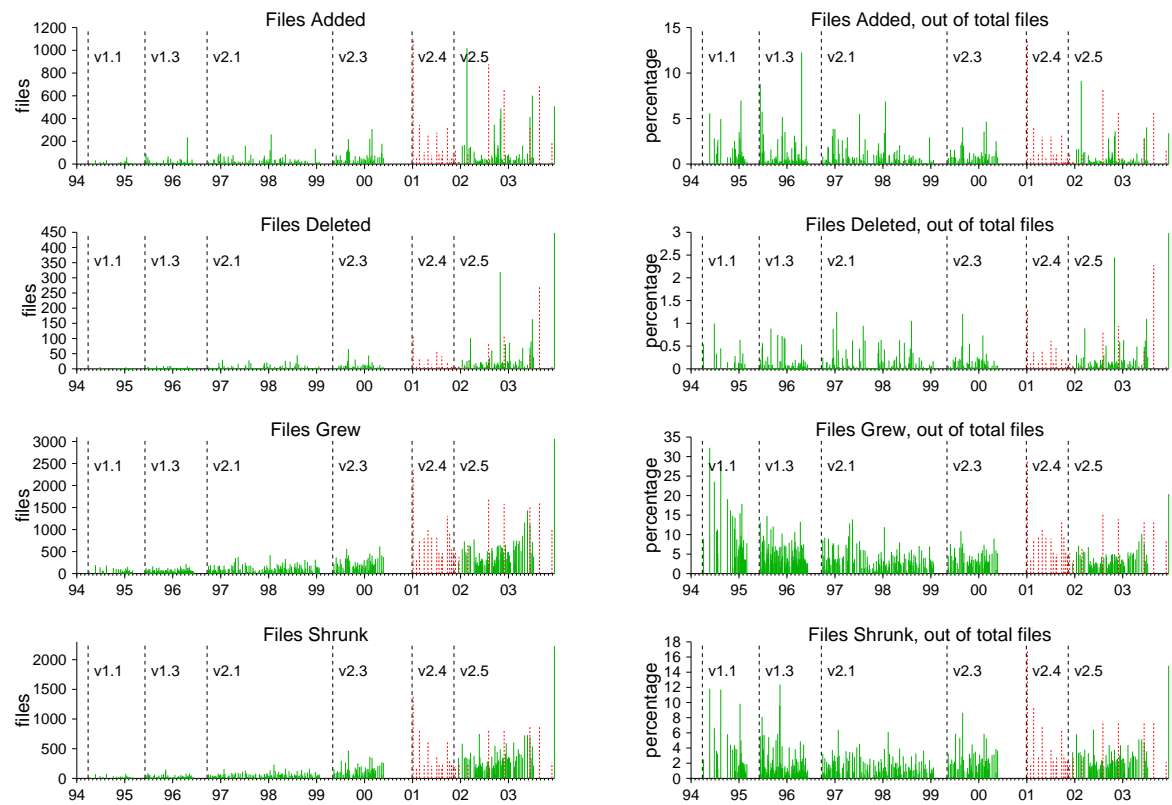 Files Added
files
1200
1000
800
600
400
200
0
v1.1 v1.3 v2.1 v2.3 v2.4 v2.5
94 95 96 97 98 99 00 01 02 03
Files Added, out of total files
percentage
15
10
5
0
v1.1 v1.3 v2.1 v2.3 v2.4 v2.5
94 95 96 97 98 99 00 01 02 03
Files Deleted
files
450
400
350
300
250
200
150
100
50
0
v1.1 v1.3 v2.1 v2.3 v2.4 v2.5
94 95 96 97 98 99 00 01 02 03
Files Deleted, out of total files
percentage
3
2.5
2
1.5
1
0.5
0
v1.1 v1.3 v2.1 v2.3 v2.4 v2.5
94 95 96 97 98 99 00 01 02 03
Files Grew
files
3000
2500
2000
1500
1000
500
0
v1.1 v1.3 v2.1 v2.3 v2.4 v2.5
94 95 96 97 98 99 00 01 02 03
Files Grew, out of total files
percentage
35
30
25
20
15
10
5
0
v1.1 v1.3 v2.1 v2.3 v2.4 v2.5
94 95 96 97 98 99 00 01 02 03
Files Shrunk
files
2000
1500
1000
500
0
v1.1 v1.3 v2.1 v2.3 v2.4 v2.5
94 95 96 97 98 99 00 01 02 03
Files Shrunk, out of total files
percentage
18
16
14
12
10
8
6
4
2
0
v1.1 v1.3 v2.1 v2.3 v2.4 v2.5
94 95 96 97 98 99 00 01 02 03